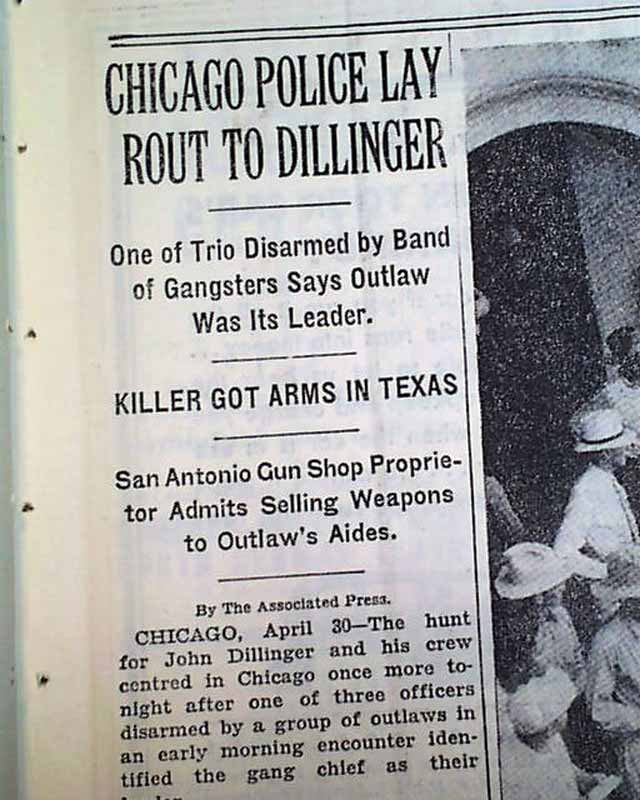 CHICAGO POLICE LAY
ROUT TO DILLINGER
One of Trio Disarmed by Band
of Gangsters Says Outlaw
Was Its Leader.
KILLER GOT ARMS IN TEXAS
San Antonio Gun Shop Proprie-
tor Admits Selling Weapons
to Outlaw's Aides.
By The Associated Press.
CHICAGO, April 30—The hunt
for John Dillinger and his crew
centred in Chicago once more to-
night after one of three officers
disarmed by a group of outlaws in
an early morning encounter iden-
tified the gang chief as their